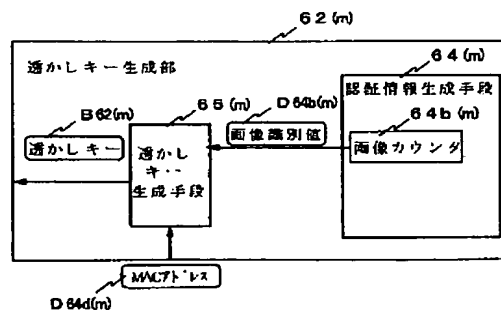 62(m)
透かしキー生成部
64(m)
認証情報生成手段
B62(m)
65(m)
D64b(m)
64b(m)
透かしキー
画像識別値
画像カウンタ
透かし
キー
生成手段
MACアドレス
D64d(m)